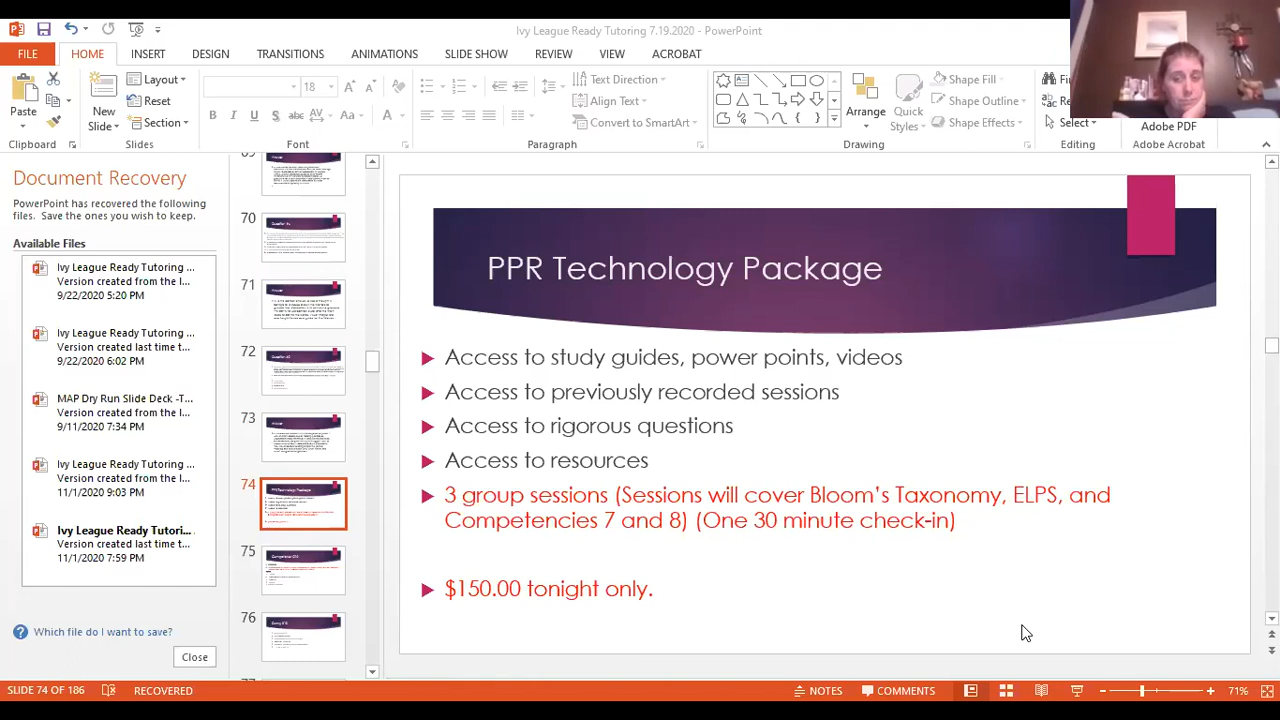 Ivy League Ready Tutoring 7.19.2020 - PowerPoint
FILE
HOME
INSERT
DESIGN
TRANSITIONS
ANIMATIONS
SLIDE SHOW
REVIEW
VIEW
ACROBAT
Paste
Clipboard
New
Slide
Layout
Reset
Section
Slides
18
B I U S abc AV Aa A
Font
Text Direction
Align Text
Convert to SmartArt
Paragraph
Arrange
Quick
Styles
Shape Fill
Shape Outline
Shape Effects
Drawing
Select
Editing
Adobe PDF
Adobe Acrobat
Document Recovery
PowerPoint has recovered the following
files. Save the ones you wish to keep.
Available Files
Ivy League Ready Tutoring ...
Version created from the l...
9/22/2020 5:20 PM
Ivy League Ready Tutoring ...
Version created last time t...
9/22/2020 6:02 PM
MAP Dry Run Slide Deck -T...
Version created from the l...
9/11/2020 7:34 PM
Ivy League Ready Tutoring ...
Version created from the l...
11/1/2020 9:03 PM
Ivy League Ready Tutori...
Version created last time t...
11/1/2020 7:59 PM
Which file do I want to save?
Close
70
71
72
73
74
75
76
PPR Technology Package
Access to study guides, power points, videos
Access to previously recorded sessions
Access to rigorous questions
Access to resources
3 group sessions (Sessions will cover Bloom's Taxonomy, ELPS, and
Competencies 7 and 8) (One 30 minute check-in)
$150.00 tonight only.
SLIDE 74 OF 186
RECOVERED
NOTES
COMMENTS
71%